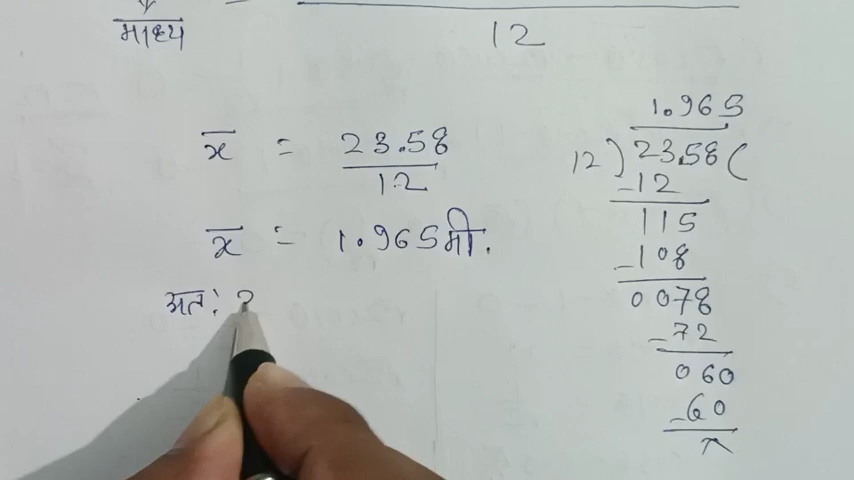 माध्य = 
12
x̄ = 23.58
12
x̄ = 1.965मी.
अतः
1.965
12 ) 23.58 (
-12
115
-108
0078
-72
060
-60